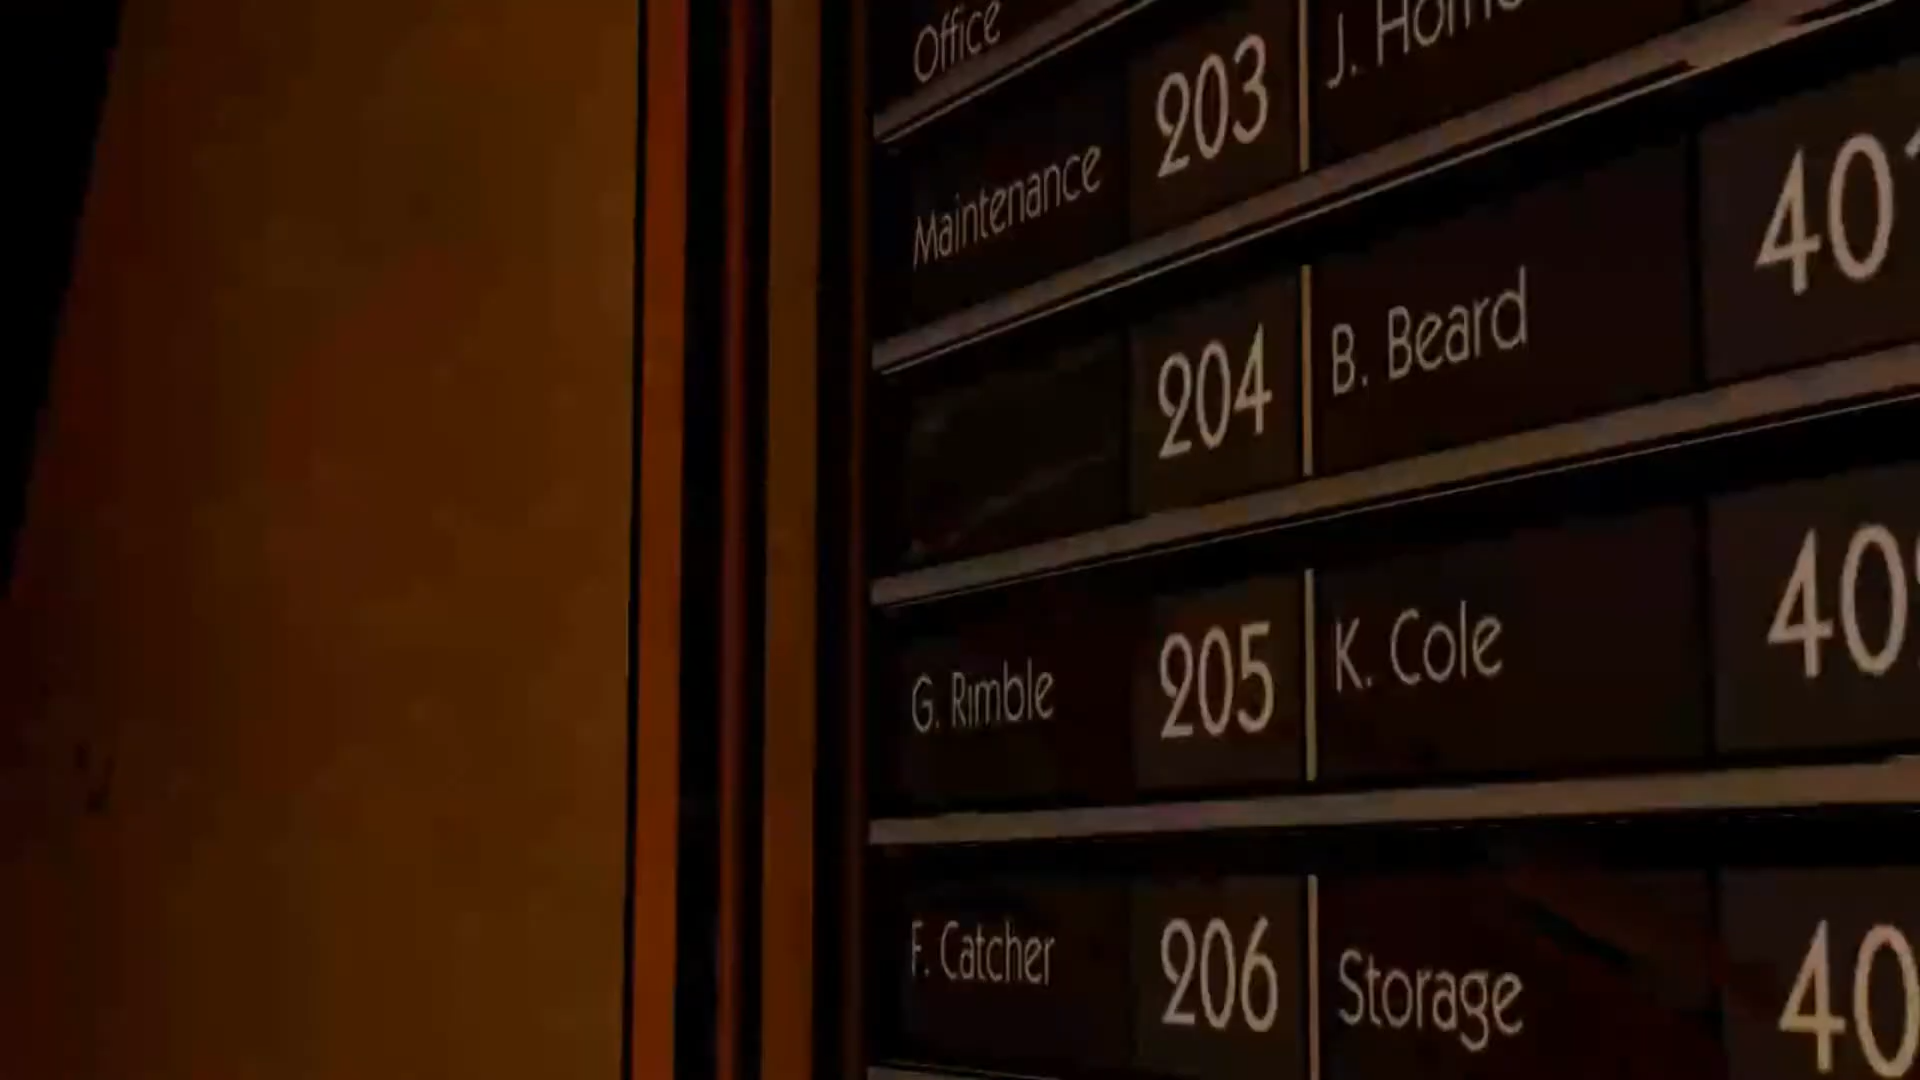 Office
203
J.
Maintenance
204
B. Beard
205
G. Rimble
K. Cole
206
F. Catcher
Storage